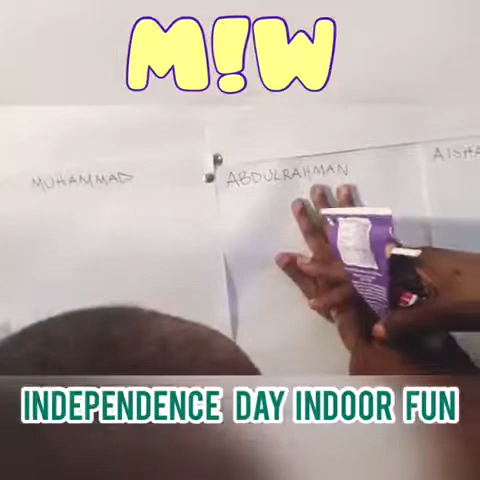 M!W
MUHAMMAD
ABDULRAHMAN
AISHA
INDEPENDENCE DAY INDOOR FUN